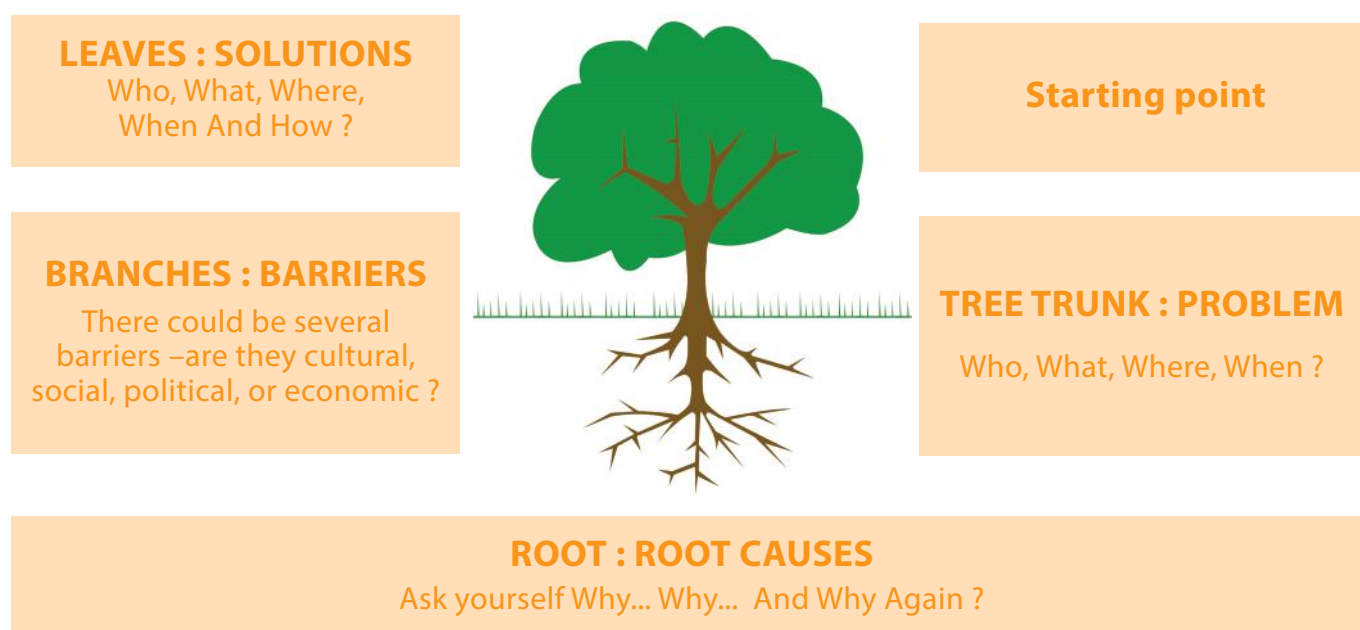 LEAVES : SOLUTIONS
Who, What, Where,
When And How ?
Starting point
BRANCHES : BARRIERS
There could be several
barriers –are they cultural,
social, political, or economic ?
TREE TRUNK : PROBLEM
Who, What, Where, When ?
ROOT : ROOT CAUSES
Ask yourself Why... Why... And Why Again ?